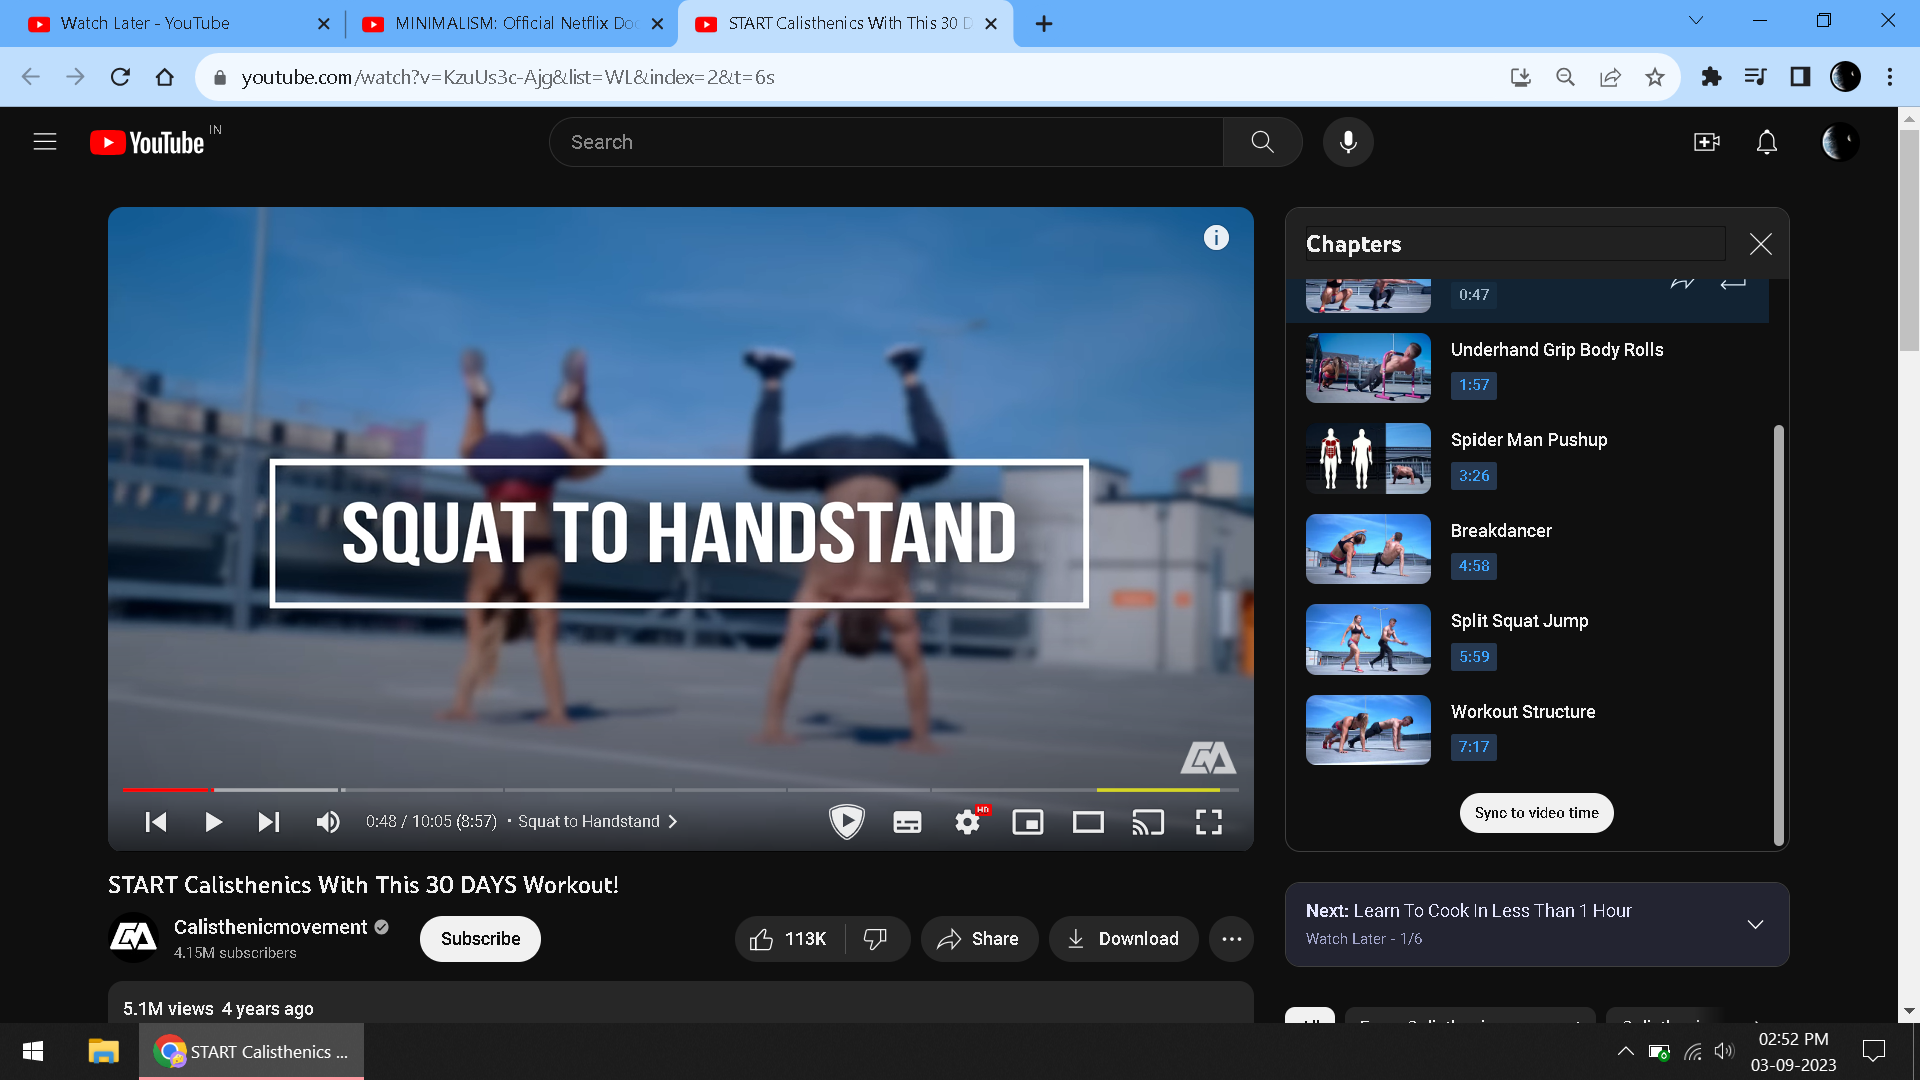 Watch Later - YouTube
MINIMALISM: Official Netflix Doc
START Calisthenics With This 30 D
youtube.com/watch?v=KzuUs3c-Ajg&list=WL&index=2&t=6s
YouTube IN
Search
SQUAT TO HANDSTAND
0:48 / 10:05 (8:57) • Squat to Handstand
HD
Chapters
0:47
Underhand Grip Body Rolls
1:57
Spider Man Pushup
3:26
Breakdancer
4:58
Split Squat Jump
5:59
Workout Structure
7:17
Sync to video time
START Calisthenics With This 30 DAYS Workout!
Calisthenicmovement
4.15M subscribers
Subscribe
113K
Share
Download
5.1M views 4 years ago
Next: Learn To Cook In Less Than 1 Hour
Watch Later - 1/6
START Calisthenics ...
02:52 PM
03-09-2023